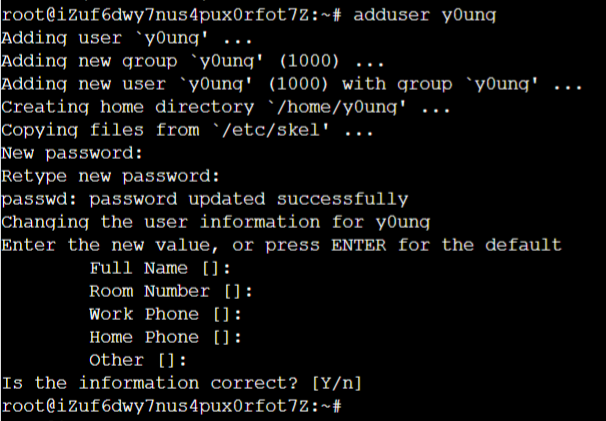 root@iZuf6dwy7nus4pux0rfot7Z:~# adduser y0ung
Adding user `y0ung' ...
Adding new group `y0ung' (1000) ...
Adding new user `y0ung' (1000) with group `y0ung' ...
Creating home directory `/home/y0ung' ...
Copying files from `/etc/skel' ...
New password:
Retype new password:
passwd: password updated successfully
Changing the user information for y0ung
Enter the new value, or press ENTER for the default
Full Name []:
Room Number []:
Work Phone []:
Home Phone []:
Other []:
Is the information correct? [Y/n]
root@iZuf6dwy7nus4pux0rfot7Z:~#